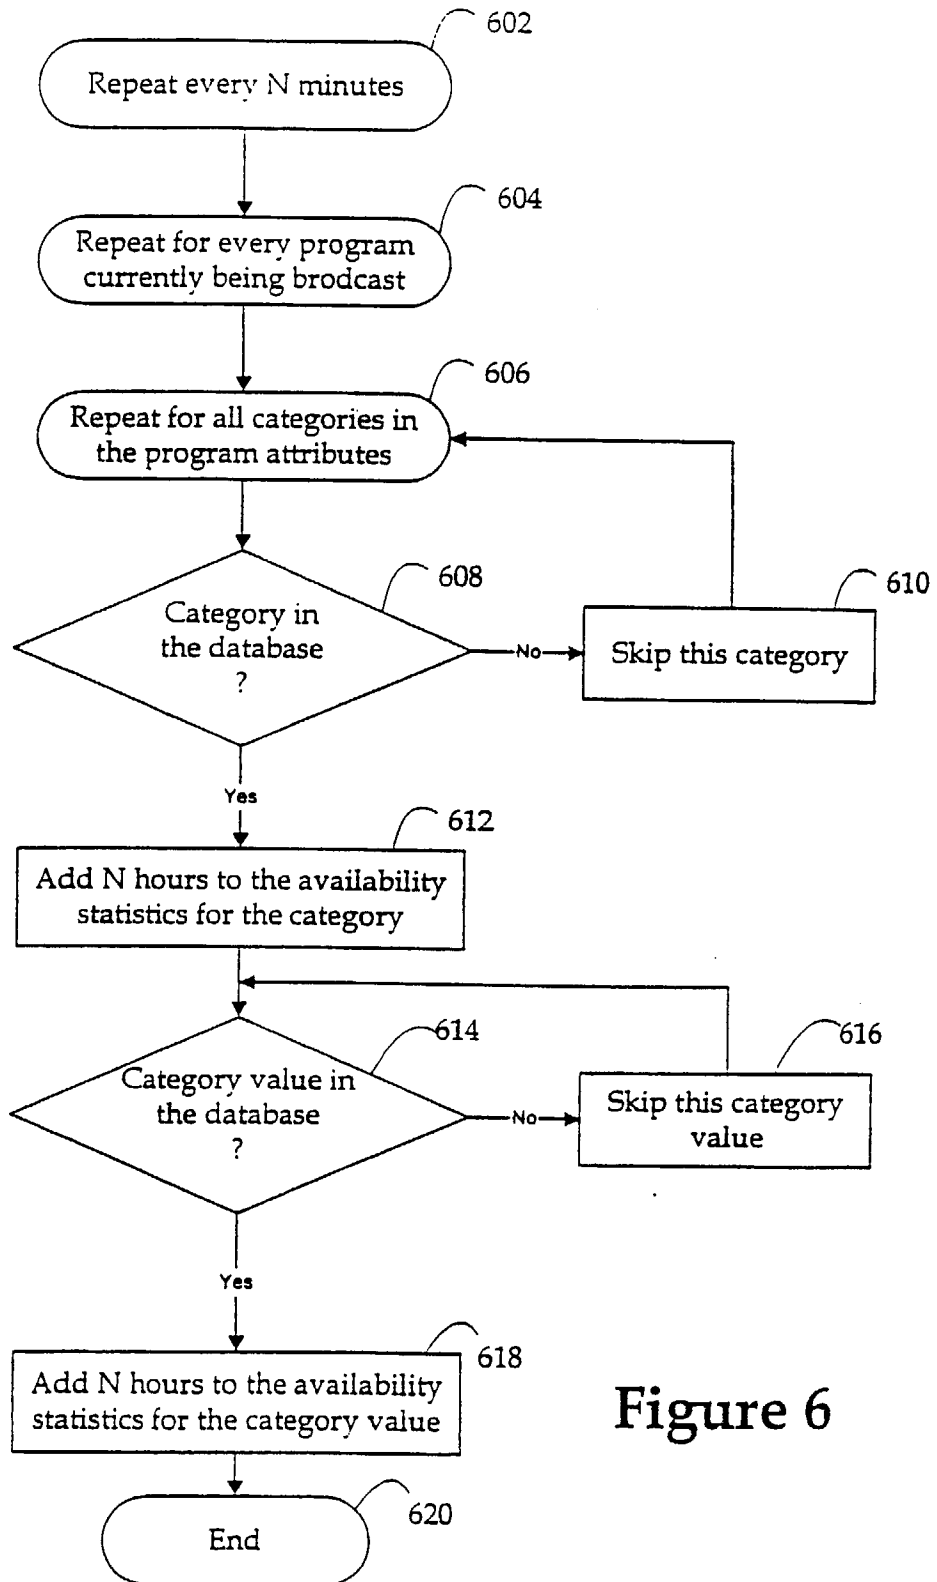 602
Repeat every N minutes
604
Repeat for every program
currently being brodcast
606
Repeat for all categories in
the program attributes
608
Category in
the database
?
No
610
Skip this category
Yes
612
Add N hours to the availability
statistics for the category
614
Category value in
the database
?
No
616
Skip this category
value
Yes
618
Add N hours to the availability
statistics for the category value
Figure 6
620
End